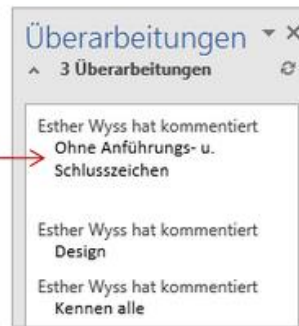 Überarbeitungen
3 Überarbeitungen
Esther Wyss hat kommentiert
Ohne Anführungs- u.
Schlusszeichen
Esther Wyss hat kommentiert
Design
Esther Wyss hat kommentiert
Kennen alle